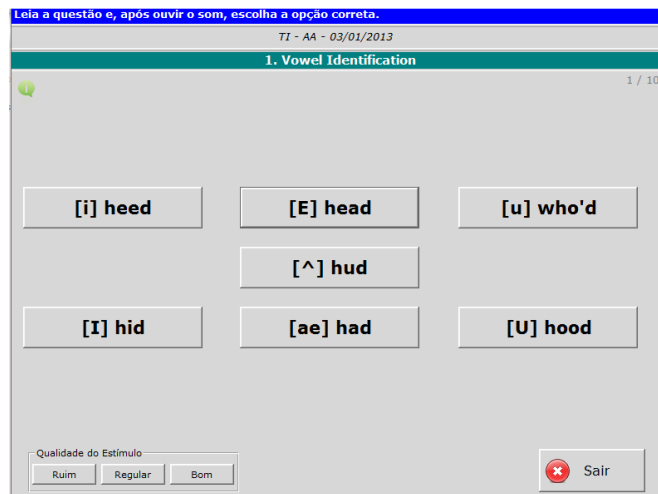 Leia a questão e, após ouvir o som, escolha a opção correta.
TI - AA - 03/01/2013
1. Vowel Identification
1 / 10
[i] heed
[E] head
[u] who'd
[^] hud
[I] hid
[ae] had
[U] hood
Qualidade do Estímulo
Ruim
Regular
Bom
Sair